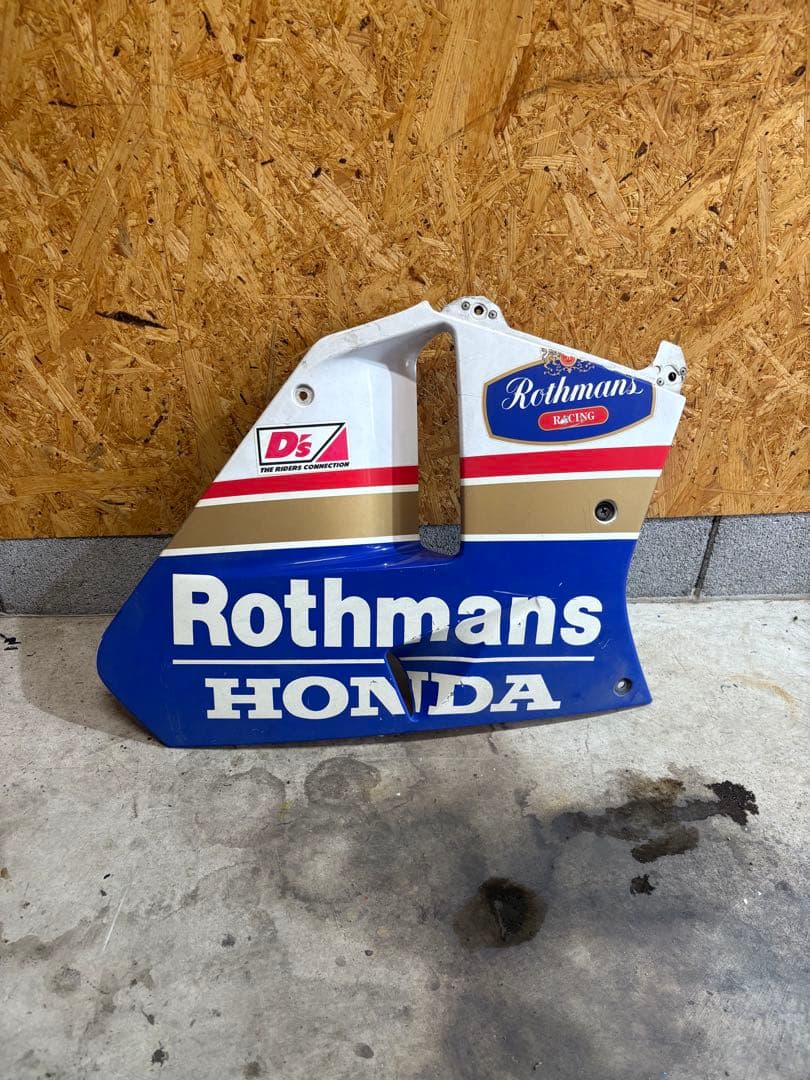 Rothmans
RACING
D's
THE RIDERS CONNECTION
Rothmans
HONDA